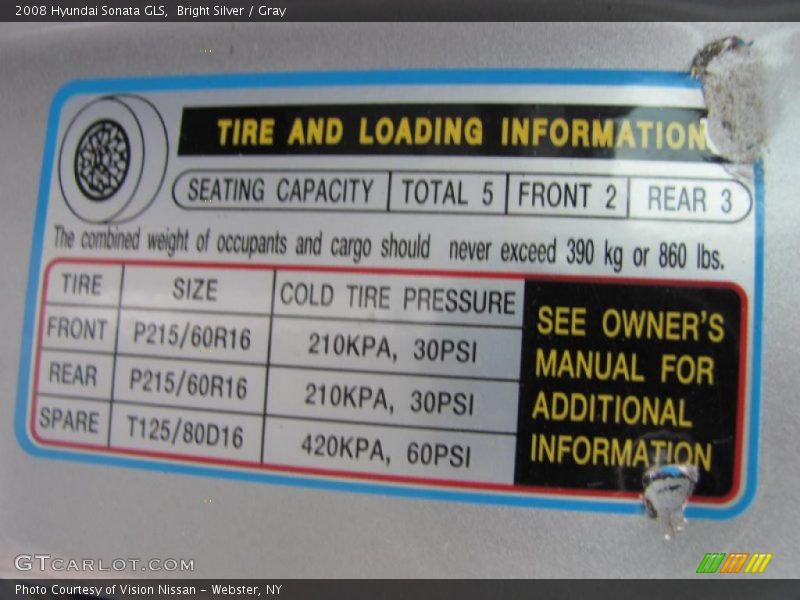 2008 Hyundai Sonata GLS,  Bright Silver / Gray
TIRE AND LOADING INFORMATION
SEATING CAPACITY TOTAL 5 FRONT 2 REAR 3
The combined weight of occupants and cargo should never exceed 390 kg or 860 lbs.
TIRE SIZE COLD TIRE PRESSURE
FRONT P215/60R16 210KPA, 30PSI
REAR P215/60R16 210KPA, 30PSI
SPARE T125/80D16 420KPA, 60PSI
SEE OWNER'S
MANUAL FOR
ADDITIONAL
INFORMATION
GTCARLOT.COM
Photo Courtesy of Vision Nissan - Webster, NY